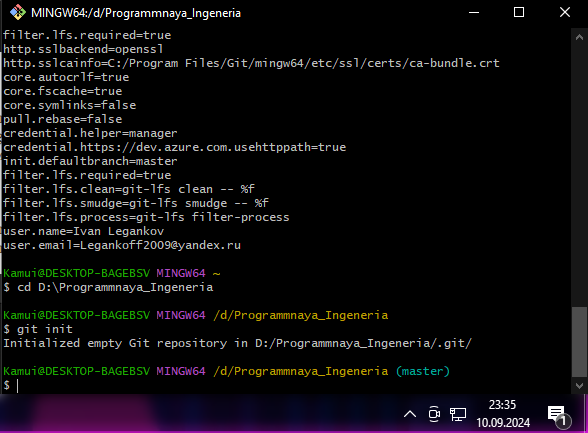 MINGW64:/d/Programmnaya_Ingeneria
filter.lfs.required=true
http.sslbackend=openssl
http.sslcainfo=C:/Program Files/Git/mingw64/etc/ssl/certs/ca-bundle.crt
core.autocrlf=true
core.fscache=true
core.symlinks=false
pull.rebase=false
credential.helper=manager
credential.https://dev.azure.com.usehttppath=true
init.defaultbranch=master
filter.lfs.required=true
filter.lfs.clean=git-lfs clean -- %f
filter.lfs.smudge=git-lfs smudge -- %f
filter.lfs.process=git-lfs filter-process
user.name=Ivan Legankov
user.email=Legankoff2009@yandex.ru
Kamui@DESKTOP-BAGEBSV MINGW64 ~
$ cd D:\Programmnaya_Ingeneria
Kamui@DESKTOP-BAGEBSV MINGW64 /d/Programmnaya_Ingeneria
$ git init
Initialized empty Git repository in D:/Programmnaya_Ingeneria/.git/
Kamui@DESKTOP-BAGEBSV MINGW64 /d/Programmnaya_Ingeneria (master)
$
23:35
10.09.2024
1